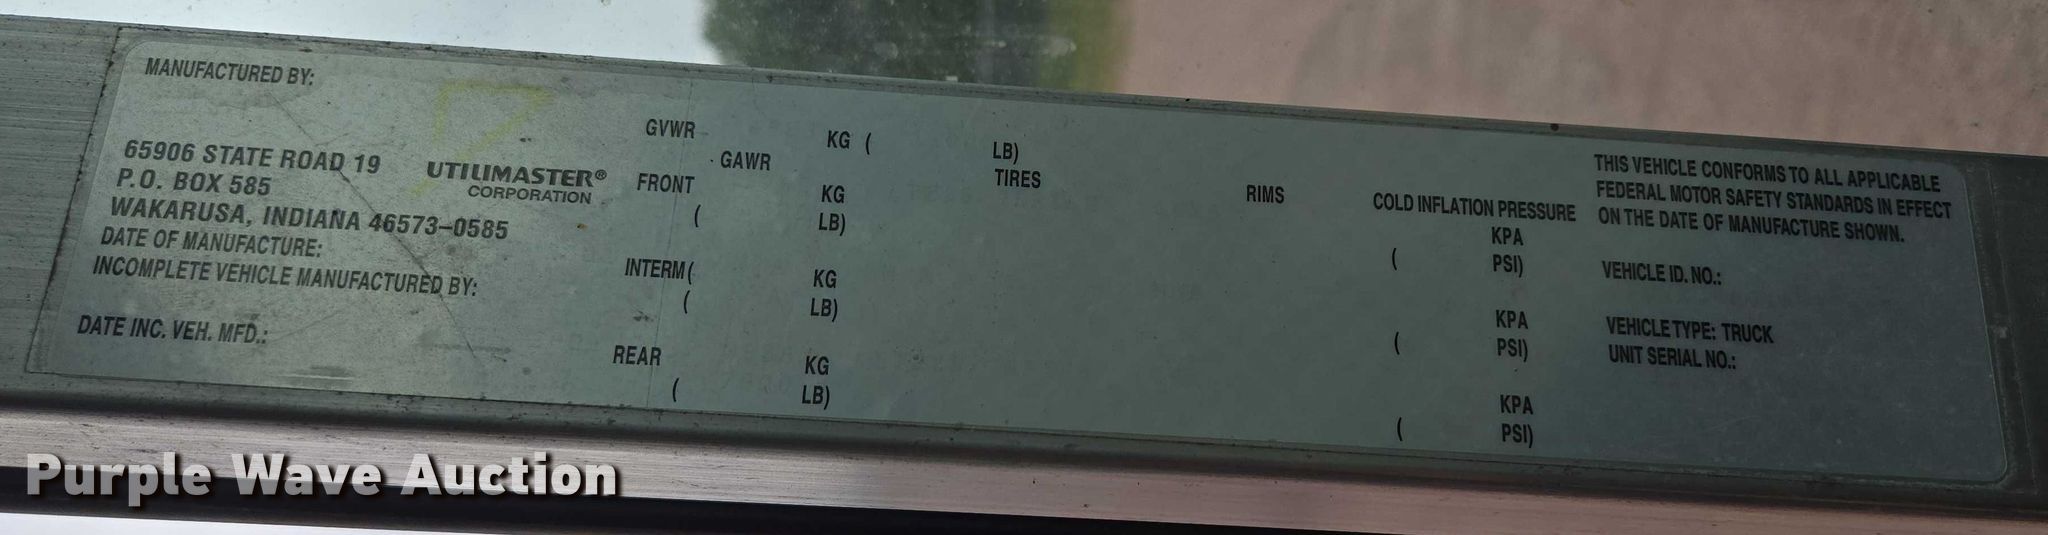 MANUFACTURED BY:
65906 STATE ROAD 19
P.O. BOX 585
WAKARUSA, INDIANA 46573-0585
UTILIMASTER®
CORPORATION
DATE OF MANUFACTURE:
INCOMPLETE VEHICLE MANUFACTURED BY:
DATE INC. VEH. MFD.:
GVWR KG ( LB)
GAWR TIRES RIMS COLD INFLATION PRESSURE
FRONT KG KPA
( LB) ( PSI)
INTERM( KG KPA
( LB) ( PSI)
REAR KG KPA
( LB) ( PSI)
THIS VEHICLE CONFORMS TO ALL APPLICABLE
FEDERAL MOTOR SAFETY STANDARDS IN EFFECT
ON THE DATE OF MANUFACTURE SHOWN.
VEHICLE ID. NO.:
VEHICLE TYPE: TRUCK
UNIT SERIAL NO.:
Purple Wave Auction